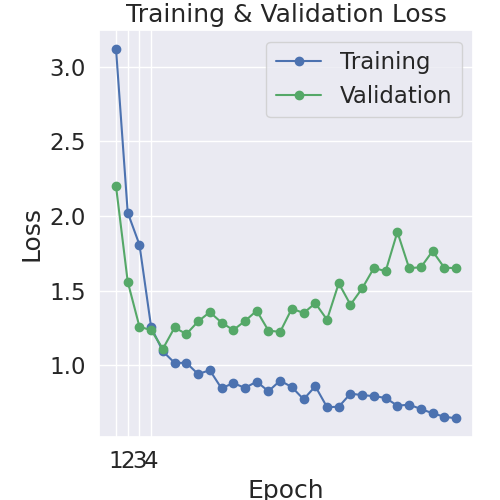 Training & Validation Loss
Training
Validation
3.0
2.5
2.0
1.5
1.0
Loss
1234
Epoch